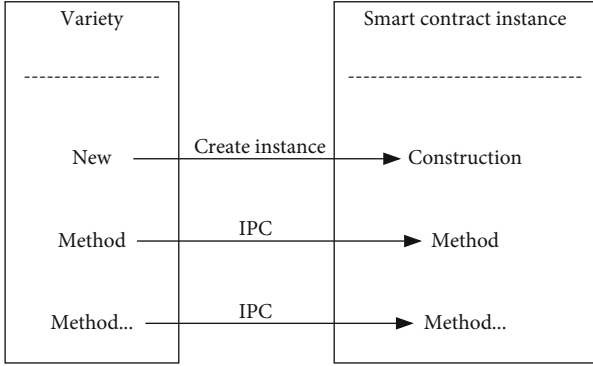 Variety
Smart contract instance
New
Create instance
Construction
Method
IPC
Method
Method...
IPC
Method...